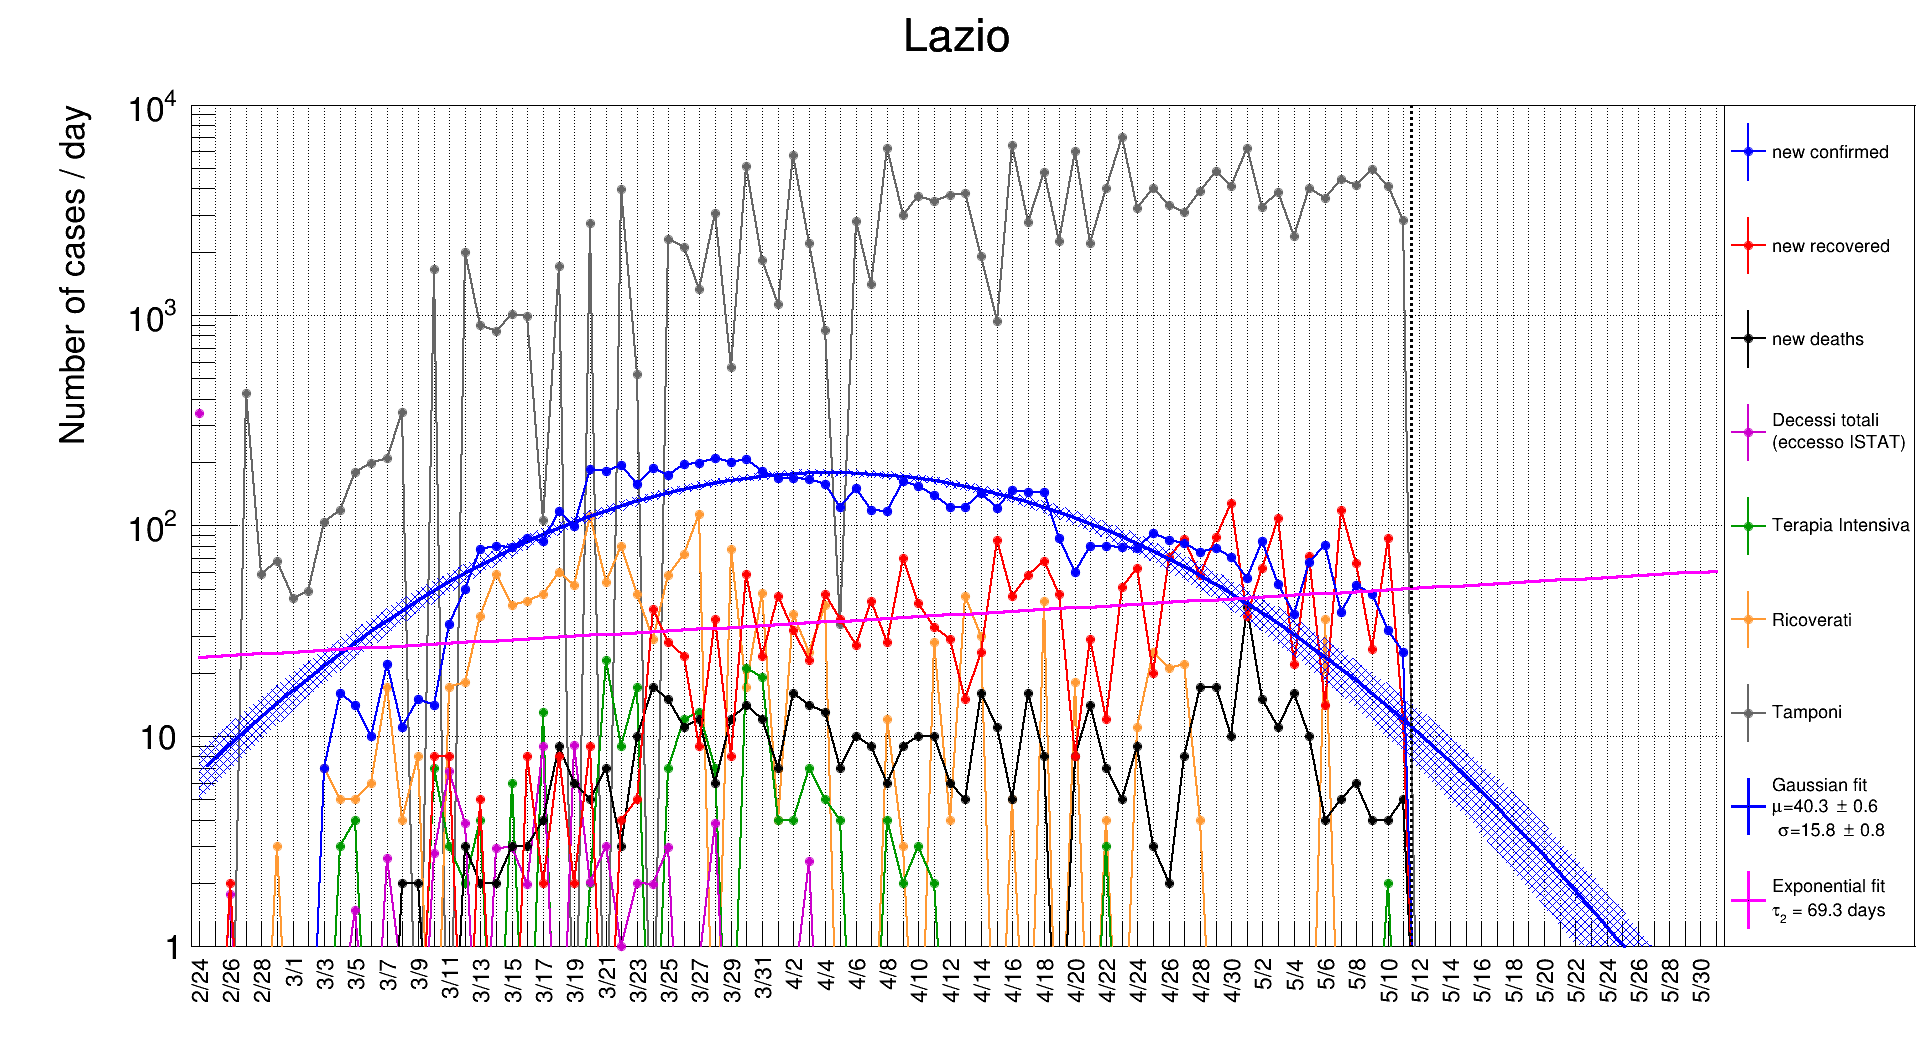 Lazio
Number of cases / day
10^4
10^3
10^2
10
1
2/24 2/26 2/28 3/1 3/3 3/5 3/7 3/9 3/11 3/13 3/15 3/17 3/19 3/21 3/23 3/25 3/27 3/29 3/31 4/2 4/4 4/6 4/8 4/10 4/12 4/14 4/16 4/18 4/20 4/22 4/24 4/26 4/28 4/30 5/2 5/4 5/6 5/8 5/10 5/12 5/14 5/16 5/18 5/20 5/22 5/24 5/26 5/28 5/30
new confirmed
new recovered
new deaths
Decessi totali
(eccesso ISTAT)
Terapia Intensiva
Ricoverati
Tamponi
Gaussian fit
μ=40.3 ± 0.6
σ=15.8 ± 0.8
Exponential fit
τ_2 = 69.3 days